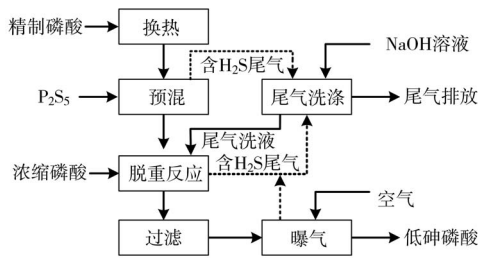 精制磷酸
换热
含H₂S尾气
NaOH溶液
P₂S₅
预混
尾气洗涤
尾气排放
尾气洗液
浓缩磷酸
脱重反应
含H₂S尾气
空气
过滤
曝气
低砷磷酸